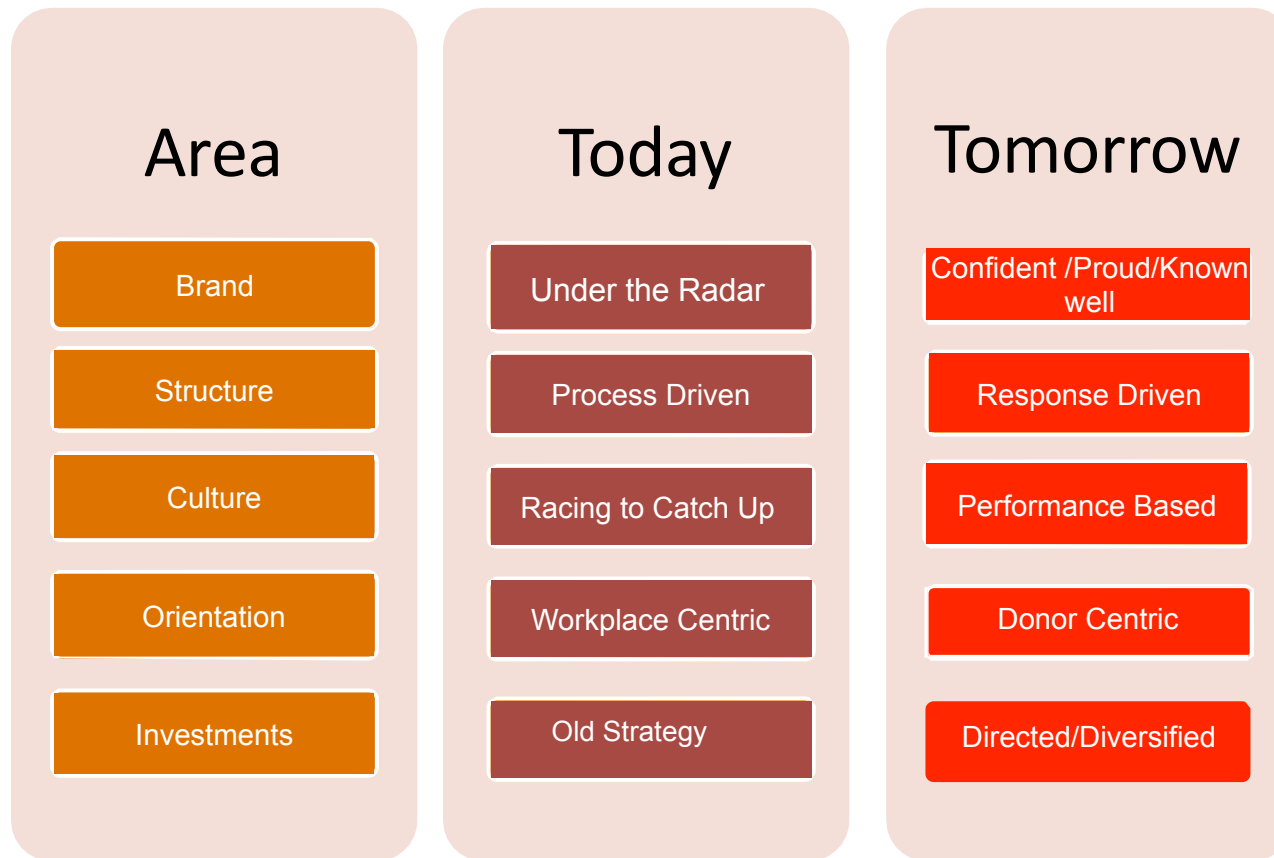 Area
Brand
Structure
Culture
Orientation
Investments
Today
Under the Radar
Process Driven
Racing to Catch Up
Workplace Centric
Old Strategy
Tomorrow
Confident /Proud/Known
well
Response Driven
Performance Based
Donor Centric
Directed/Diversified